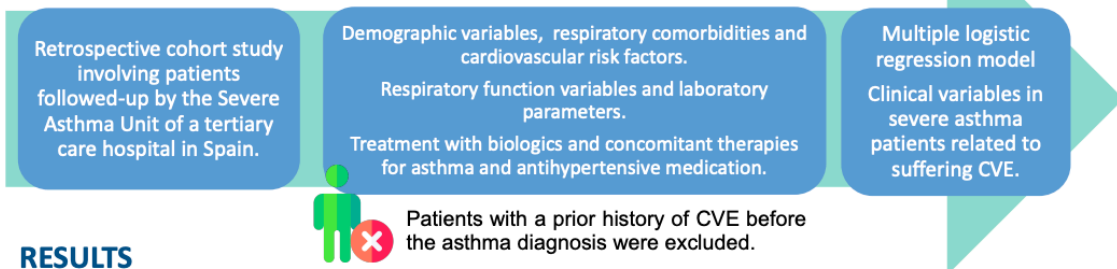 Retrospective cohort study
involving patients
followed-up by the Severe
Asthma Unit of a tertiary
care hospital in Spain.
Demographic variables, respiratory comorbidities and
cardiovascular risk factors.
Respiratory function variables and laboratory
parameters.
Treatment with biologics and concomitant therapies
for asthma and antihypertensive medication.
Multiple logistic
regression model
Clinical variables in
severe asthma
patients related to
suffering CVE.
Patients with a prior history of CVE before
the asthma diagnosis were excluded.
RESULTS